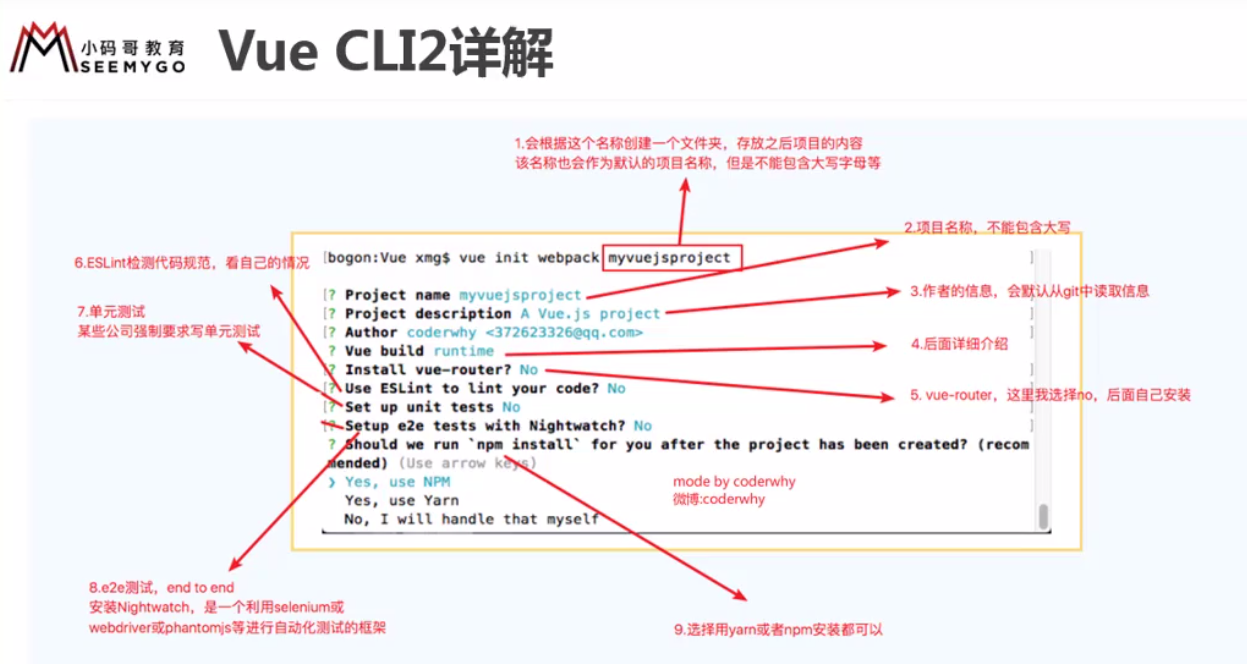 小码哥教育
SEEMYGO
Vue CLI2详解
1.会根据这个名称创建一个文件夹，存放之后项目的内容
该名称也会作为默认的项目名称，但是不能包含大写字母等
2.项目名称，不能包含大写
6.ESLint检测代码规范，看自己的情况
[bogon:Vue xmg$ vue init webpack myvuejsproject ]
7.单元测试
某些公司强制要求写单元测试
[? Project name myvuejsproject ]
3.作者的信息，会默认从git中读取信息
[? Project description A Vue.js project ]
[? Author coderwhy <372623326@qq.com> ]
4.后面详细介绍
? Vue build runtime
[? Install vue-router? No ]
5. vue-router，这里我选择no，后面自己安装
[? Use ESLint to lint your code? No ]
[? Set up unit tests No ]
[? Setup e2e tests with Nightwatch? No ]
? Should we run `npm install` for you after the project has been created? (recom
mended) (Use arrow keys)
❯ Yes, use NPM
Yes, use Yarn
No, I will handle that myself
mode by coderwhy
微博:coderwhy
8.e2e测试，end to end
安装Nightwatch，是一个利用selenium或
webdriver或phantomjs等进行自动化测试的框架
9.选择用yarn或者npm安装都可以